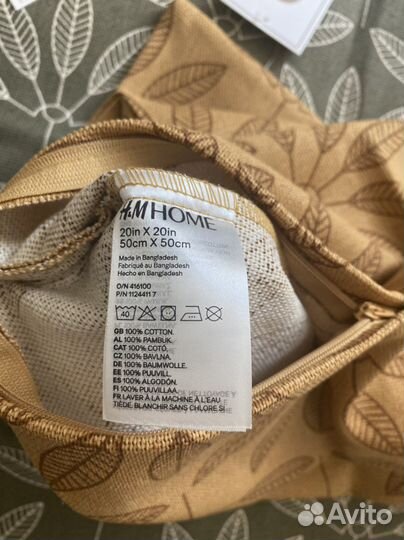 H&M HOME
20in X 20in
50cm X 50cm
Made in Bangladesh
Fabriqué au Bangladesh
Hecho en Bangladesh
O/N 416100
P/N 1124411 7
40
GB 100% COTTON.
AL 100% PAMBUK.
CAT 100% COTÓ.
CZ 100% BAVLNA.
DE 100% BAUMWOLLE.
EE 100% PUUVILL.
ES 100% ALGODÓN.
FI 100% PUUVILLAA.
FR LAVER À LA MACHINE À L'EAU
TIÈDE. BLANCHIR SANS CHLORE SI
Avito